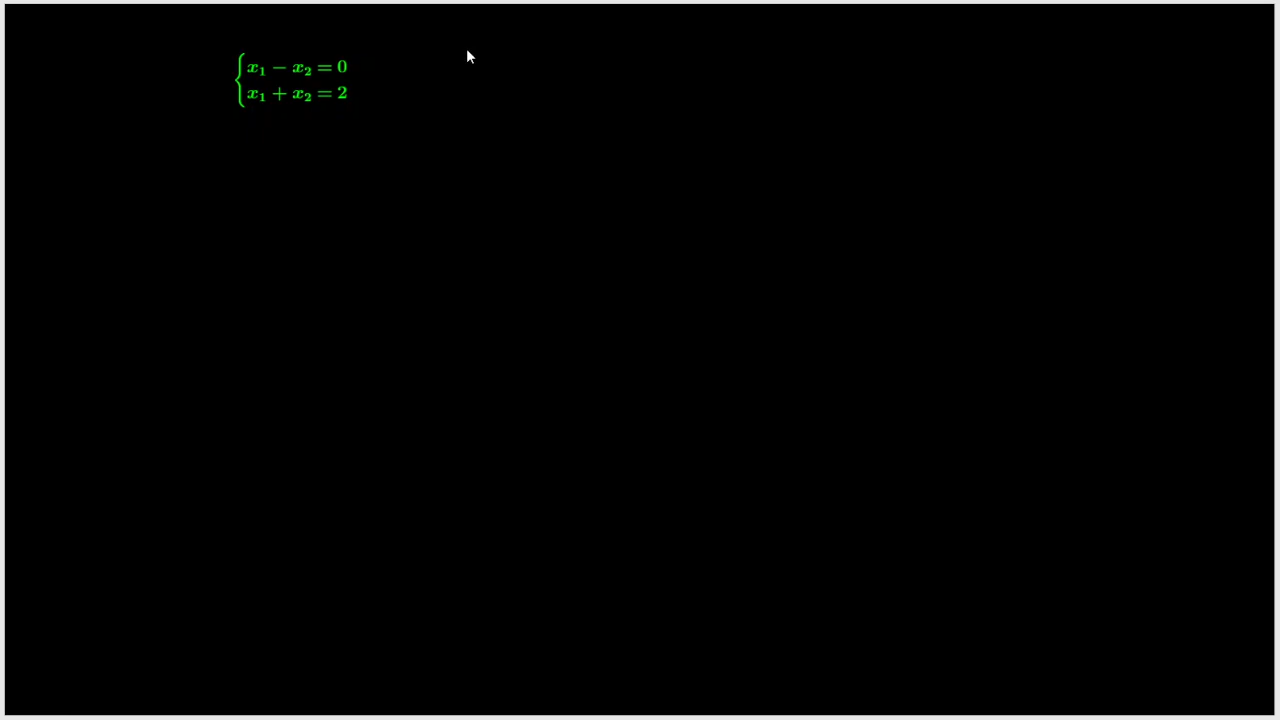 x₁ − x₂ = 0
x₁ + x₂ = 2